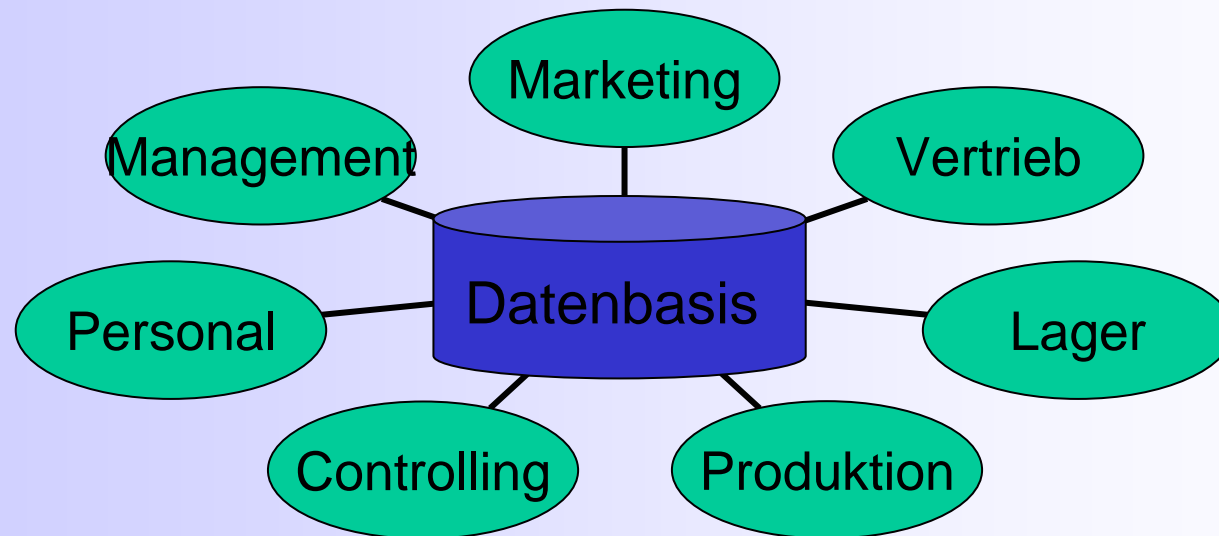 Marketing
Management
Vertrieb
Datenbasis
Personal
Lager
Controlling
Produktion